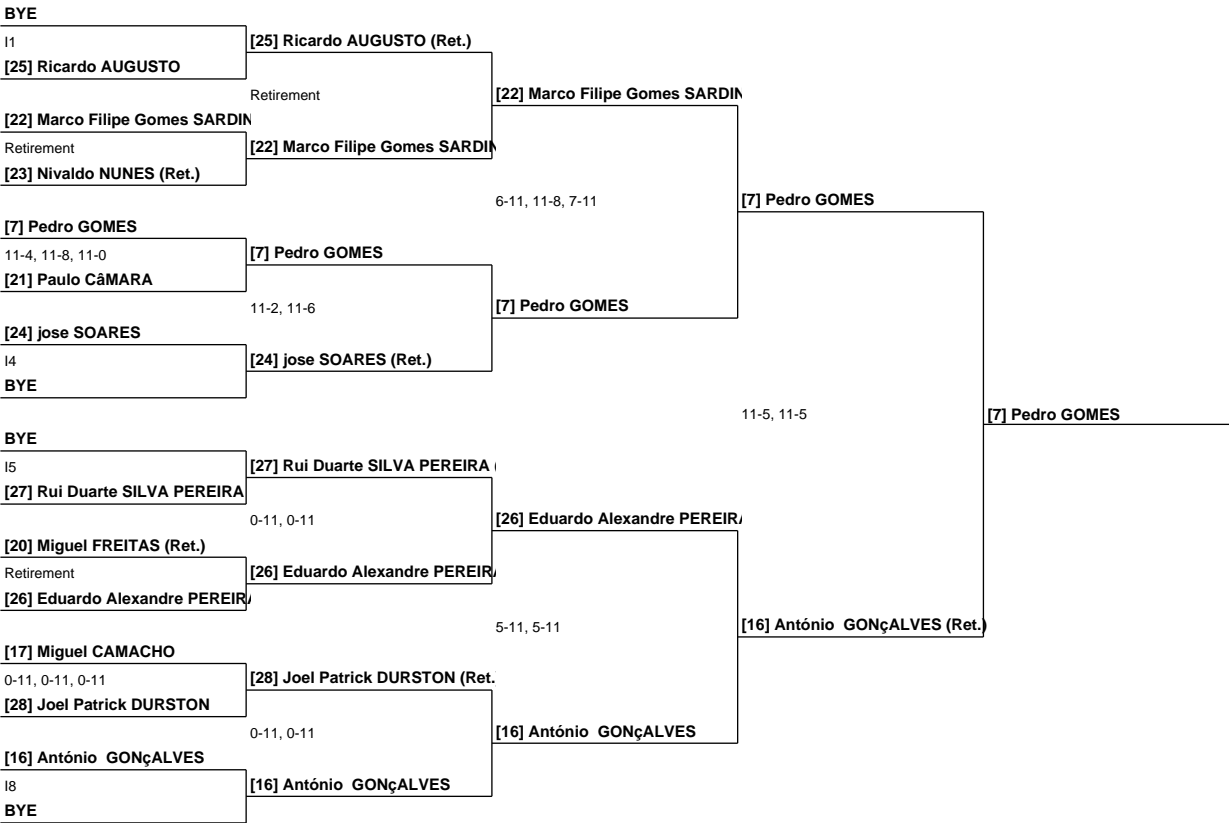 BYE
I1
[25] Ricardo AUGUSTO (Ret.)
[25] Ricardo AUGUSTO
Retirement
[22] Marco Filipe Gomes SARDIN
[22] Marco Filipe Gomes SARDIN
Retirement
[22] Marco Filipe Gomes SARDIN
[23] Nivaldo NUNES (Ret.)
6-11, 11-8, 7-11
[7] Pedro GOMES
[7] Pedro GOMES
11-4, 11-8, 11-0
[7] Pedro GOMES
[21] Paulo CâMARA
11-2, 11-6
[7] Pedro GOMES
[24] jose SOARES
I4
[24] jose SOARES (Ret.)
BYE
11-5, 11-5
[7] Pedro GOMES
BYE
I5
[27] Rui Duarte SILVA PEREIRA (
[27] Rui Duarte SILVA PEREIRA
0-11, 0-11
[26] Eduardo Alexandre PEREIRA
[20] Miguel FREITAS (Ret.)
Retirement
[26] Eduardo Alexandre PEREIRA
[26] Eduardo Alexandre PEREIRA
5-11, 5-11
[16] António  GONçALVES (Ret.)
[17] Miguel CAMACHO
0-11, 0-11, 0-11
[28] Joel Patrick DURSTON (Ret.
[28] Joel Patrick DURSTON
0-11, 0-11
[16] António  GONçALVES
[16] António  GONçALVES
I8
[16] António  GONçALVES
BYE